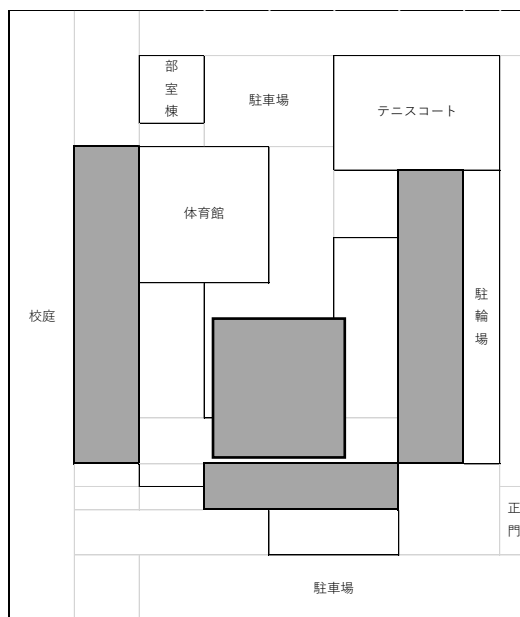 部室棟
駐車場
テニスコート
体育館
校庭
駐輪場
正門
駐車場